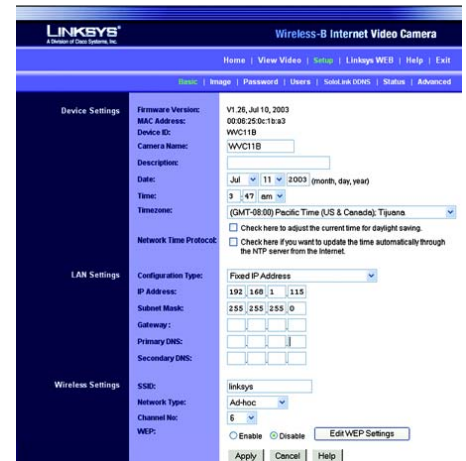 LINKSYS®
A Division of Cisco Systems, Inc.
Wireless-B Internet Video Camera
Home | View Video | Setup | Linksys WEB | Help | Exit
Basic | Image | Password | Users | SoloLink DDNS | Status | Advanced
Device Settings
Firmware Version: V1.26, Jul 10, 2003
MAC Address: 00:06:25:0c:1b:a3
Device ID: WVC11B
Camera Name: WVC11B
Description:
Date: Jul 11 2003 (month, day, year)
Time: 3 47 am
Timezone: (GMT-08:00) Pacific Time (US & Canada); Tijuana
Check here to adjust the current time for daylight saving.
Network Time Protocol: Check here if you want to update the time automatically through
the NTP server from the Internet.
LAN Settings
Configuration Type: Fixed IP Address
IP Address: 192 . 168 . 1 . 115
Subnet Mask: 255 . 255 . 255 . 0
Gateway:
Primary DNS:
Secondary DNS:
Wireless Settings
SSID: linksys
Network Type: Ad-hoc
Channel No: 6
WEP: Enable Disable Edit WEP Settings
Apply Cancel Help